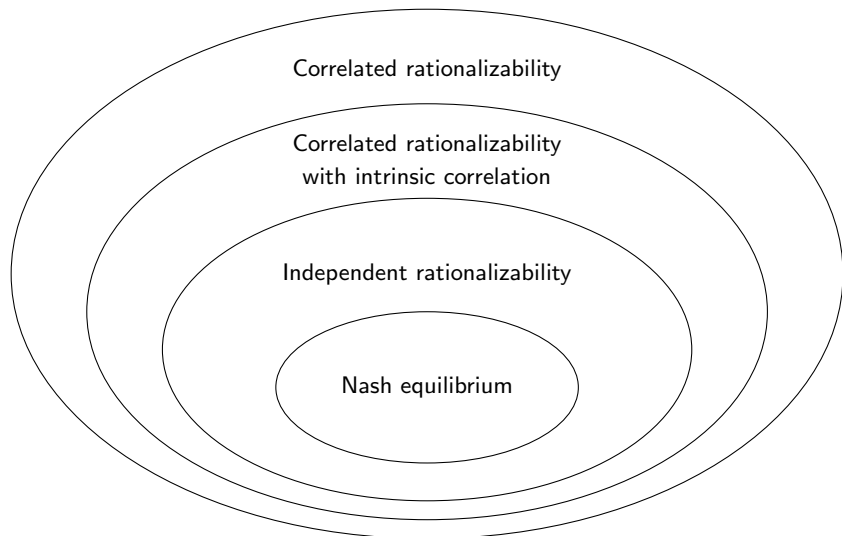 Correlated rationalizability
Correlated rationalizability
with intrinsic correlation
Independent rationalizability
Nash equilibrium